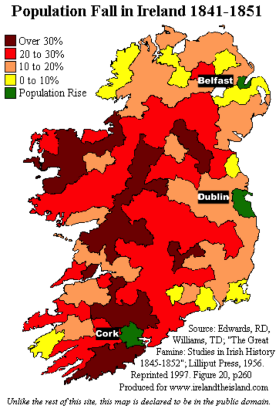 Population Fall in Ireland 1841-1851
Over 30%
20 to 30%
10 to 20%
0 to 10%
Population Rise
Belfast
Dublin
Cork
Source: Edwards, RD,
Williams, TD; "The Great
Famine: Studies in Irish History
1845-1852"; Lilliput Press, 1956.
Reprinted 1997. Figure 20, p260
Produced for www.irelandtheisland.com
Unlike the rest of this site, this map is declared to be in the public domain.